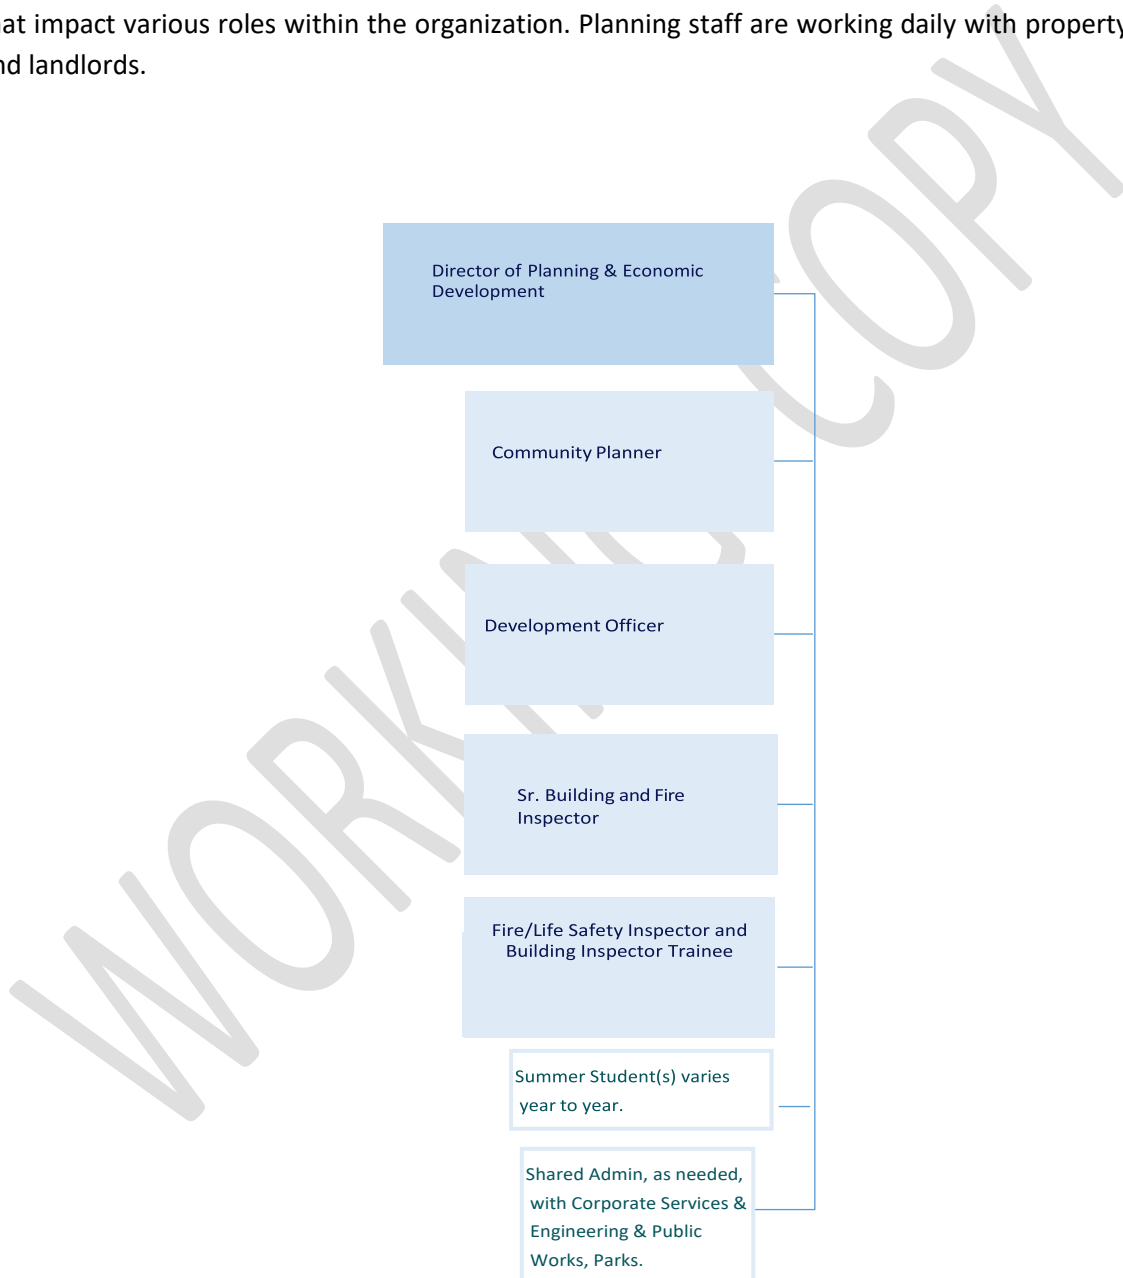 at impact various roles within the organization. Planning staff are working daily with property
nd landlords.
Director of Planning & Economic
Development
Community Planner
Development Officer
Sr. Building and Fire
Inspector
Fire/Life Safety Inspector and
Building Inspector Trainee
Summer Student(s) varies
year to year.
Shared Admin, as needed,
with Corporate Services &
Engineering & Public
Works, Parks.
WORKING COPY